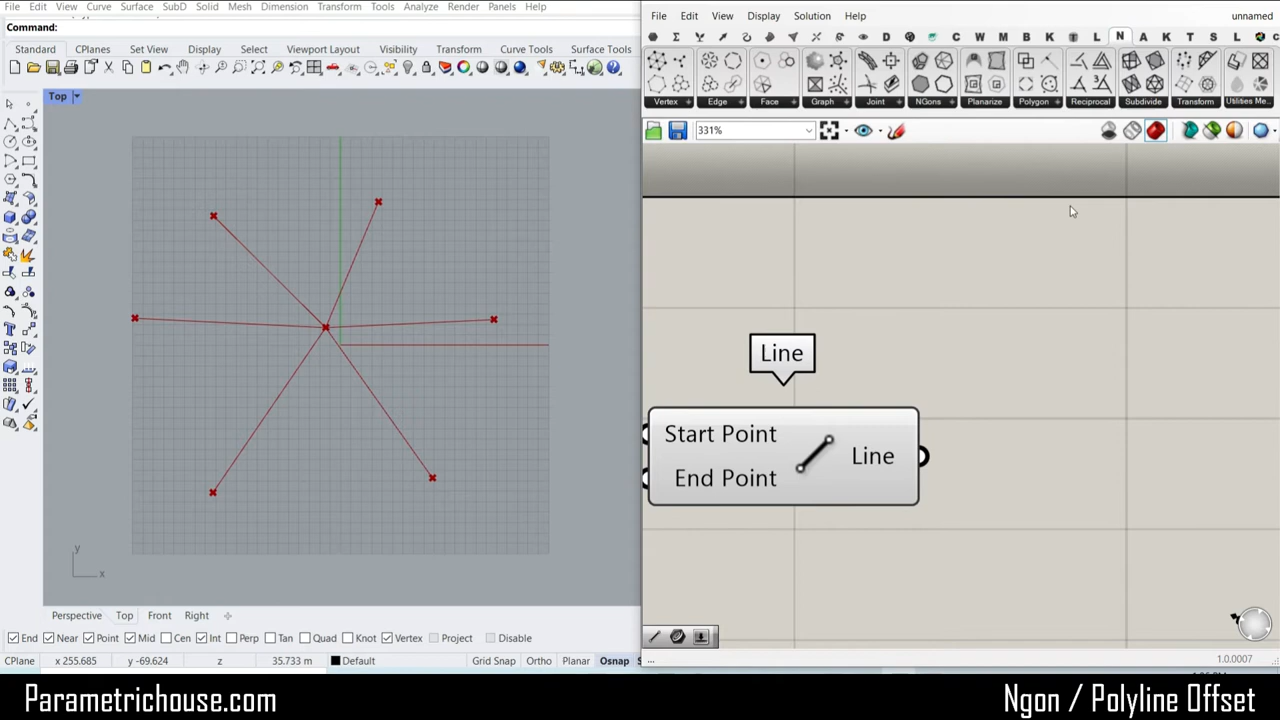 File Edit View Curve Surface SubD Solid Mesh Dimension Transform Tools Analyze Render Panels Help
Command:
Standard CPlanes Set View Display Select Viewport Layout Visibility Transform Curve Tools Surface Tools
Top
y
x
Perspective Top Front Right
End Near Point Mid Cen Int Perp Tan Quad Knot Vertex Project Disable
CPlane x 255.685 y -69.624 z 35.733 m Default Grid Snap Ortho Planar Osnap
File Edit View Display Solution Help unnamed
D C W M B K L N A K T S L
Vertex Edge Face Graph Joint NGons Planarize Polygon Reciprocal Subdivide Transform Utilities Me...
331%
Line
Start Point
End Point
Line
... 1.0.0007
Parametrichouse.com
Ngon / Polyline Offset